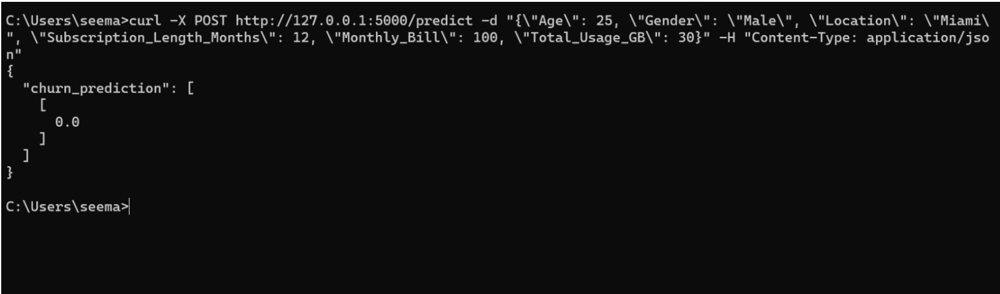 C:\Users\seema>curl -X POST http://127.0.0.1:5000/predict -d "{\"Age\": 25, \"Gender\": \"Male\", \"Location\": \"Miami\
", \"Subscription_Length_Months\": 12, \"Monthly_Bill\": 100, \"Total_Usage_GB\": 30}" -H "Content-Type: application/jso
n"
{
  "churn_prediction": [
    [
      0.0
    ]
  ]
}
C:\Users\seema>